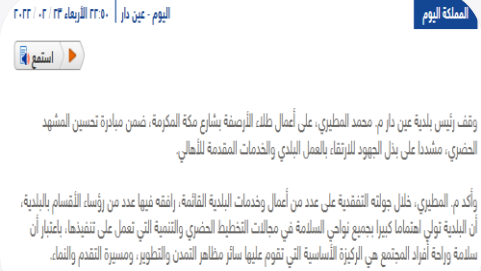 المملكة اليوم
اليوم - عين دار | ٢٢:٥٠ الأربعاء ٢٣ / ٠٢ / ٢٠٢٢
استمع
وقف رئيس بلدية عين دار م. محمد المطيري، على أعمال طلاء الأرصفة بشارع مكة المكرمة، ضمن مبادرة تحسين المشهد
الحضري، مشددا على بذل الجهود للارتقاء بالعمل البلدي والخدمات المقدمة للأهالي.
وأكد م. المطيري، خلال جولته التفقدية على عدد من أعمال وخدمات البلدية القائمة، رافقه فيها عدد من رؤساء الأقسام بالبلدية،
أن البلدية تولي اهتماما كبيرا بجميع نواحي السلامة في مجالات التخطيط الحضري والتنمية التي تعمل على تنفيذها، باعتبار أن
سلامة وراحة أفراد المجتمع هي الركيزة الأساسية التي تقوم عليها سائر مظاهر التمدن والتطوير، ومسيرة التقدم والنماء.